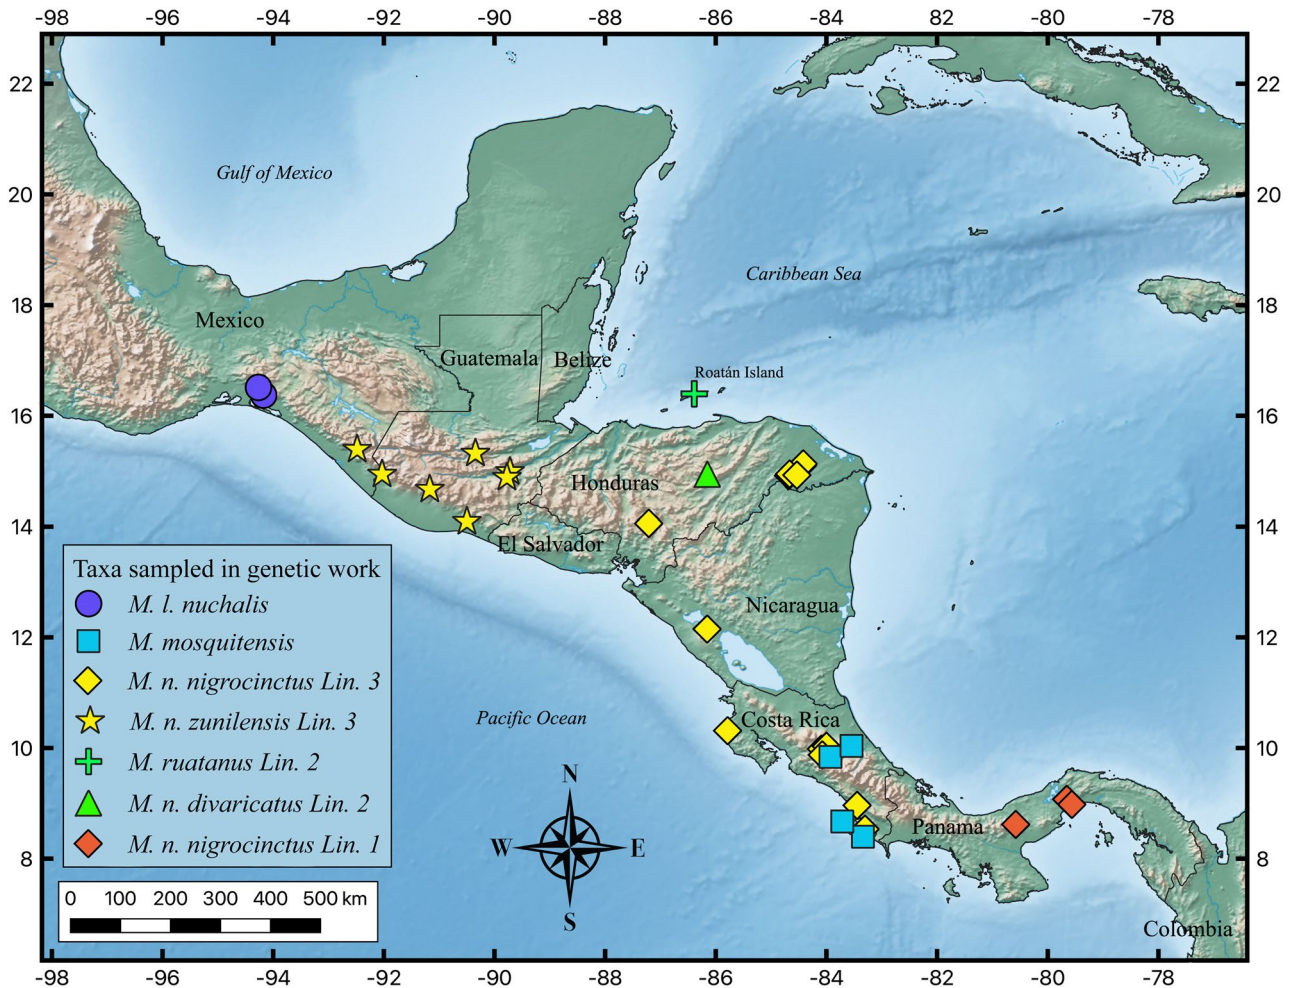 -98 -96 -94 -92 -90 -88 -86 -84 -82 -80 -78
22 22
Gulf of Mexico
20 20
Caribbean Sea
18 18
Mexico
Guatemala Belize
Roatán Island
16 16
Honduras
14 14
El Salvador
Nicaragua
12 12
Pacific Ocean
Costa Rica
10 10
Panama
8 8
Colombia
Taxa sampled in genetic work
M. l. nuchalis
M. mosquitensis
M. n. nigrocinctus Lin. 3
M. n. zunilensis Lin. 3
M. ruatanus Lin. 2
M. n. divaricatus Lin. 2
M. n. nigrocinctus Lin. 1
N
W E
S
0 100 200 300 400 500 km
-98 -96 -94 -92 -90 -88 -86 -84 -82 -80 -78